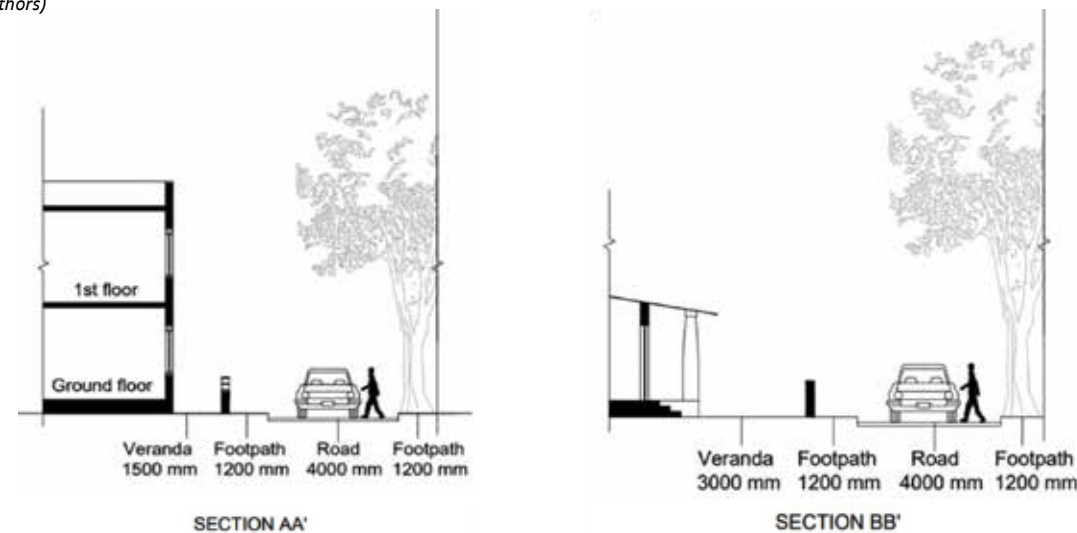 thors)
1st floor
Ground floor
Veranda Footpath Road Footpath
1500 mm 1200 mm 4000 mm 1200 mm
SECTION AA'
Veranda Footpath Road Footpath
3000 mm 1200 mm 4000 mm 1200 mm
SECTION BB'